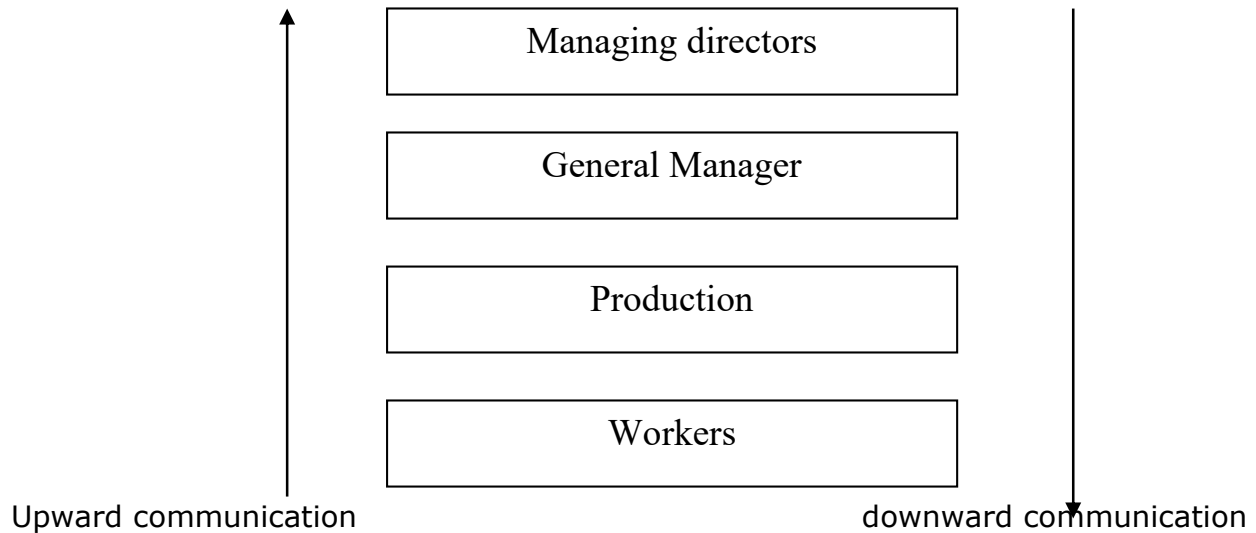 Managing directors
General Manager
Production
Workers
Upward communication
downward communication